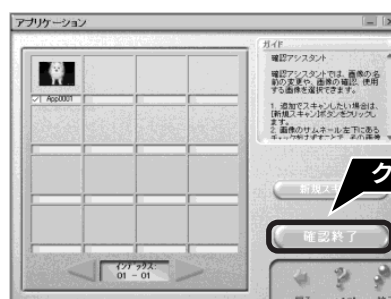 アプリケーション
App0001
インデックス:
01 - 01
ガイド
確認アシスタント
確認アシスタントでは、画像の名
前の変更や、画像の確認、使用
する画像を選択できます。
1. 追加でスキャンしたい場合は、
[新規スキャン]ボタンをクリックし
ます。
2. 画像のサムネール左下にある
新規ス
ク
確認終了